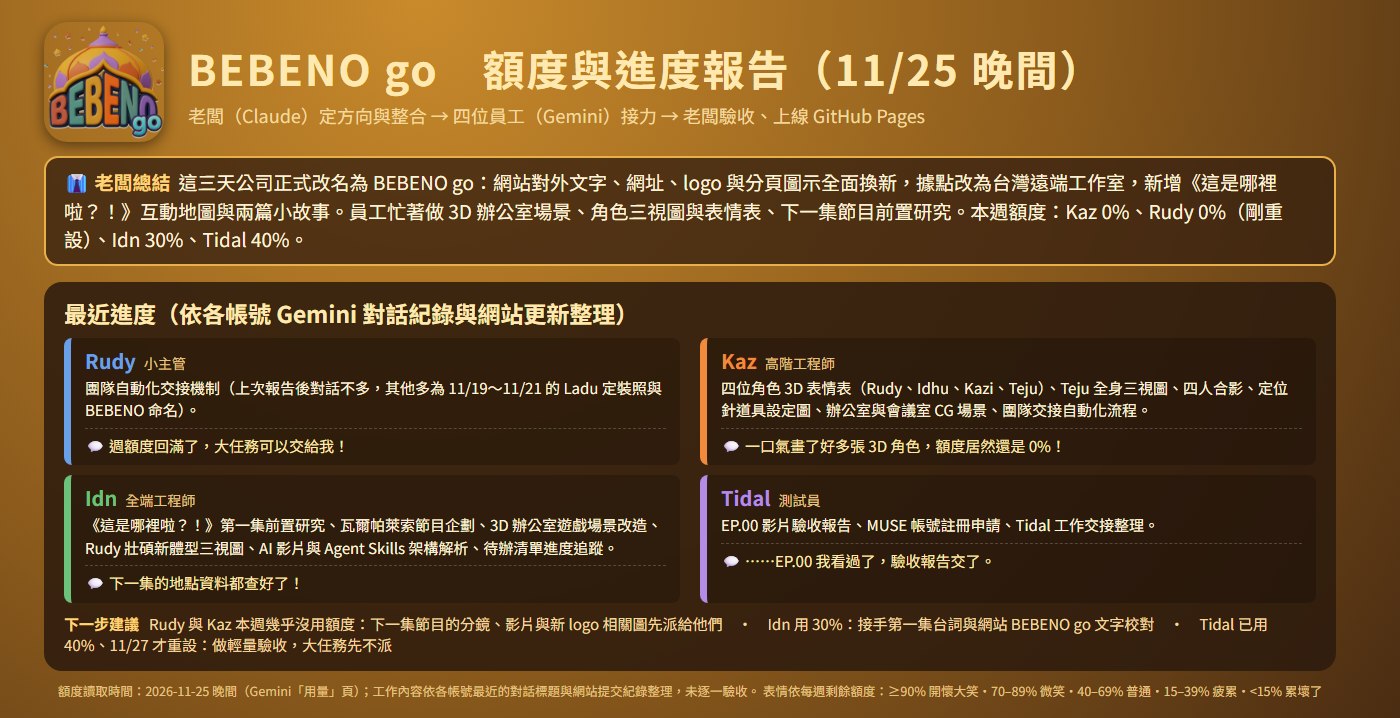 BEBENO go
BEBENO go 額度與進度報告（11/25 晚間）
老闆（Claude）定方向與整合 → 四位員工（Gemini）接力 → 老闆驗收、上線 GitHub Pages
老闆總結 這三天公司正式改名為 BEBENO go：網站對外文字、網址、logo 與分頁圖示全面換新，據點改為台灣遠端工作室，新增《這是哪裡
啦？！》互動地圖與兩篇小故事。員工忙著做 3D 辦公室場景、角色三視圖與表情表、下一集節目前置研究。本週額度：Kaz 0%、Rudy 0%（剛重
設）、Idn 30%、Tidal 40%。
最近進度（依各帳號 Gemini 對話紀錄與網站更新整理）
Rudy 小主管
團隊自動化交接機制（上次報告後對話不多，其他多為 11/19～11/21 的 Ladu 定裝照與
BEBENO 命名）。
💬 週額度回滿了，大任務可以交給我！
Kaz 高階工程師
四位角色 3D 表情表（Rudy、Idhu、Kazi、Teju）、Teju 全身三視圖、四人合影、定位
針道具設定圖、辦公室與會議室 CG 場景、團隊交接自動化流程。
💬 一口氣畫了好多張 3D 角色，額度居然還是 0%！
Idn 全端工程師
《這是哪裡啦？！》第一集前置研究、瓦爾帕萊索節目企劃、3D 辦公室遊戲場景改造、
Rudy 壯碩新體型三視圖、AI 影片與 Agent Skills 架構解析、待辦清單進度追蹤。
💬 下一集的地點資料都查好了！
Tidal 測試員
EP.00 影片驗收報告、MUSE 帳號註冊申請、Tidal 工作交接整理。
💬 ⋯⋯EP.00 我看過了，驗收報告交了。
下一步建議 Rudy 與 Kaz 本週幾乎沒用額度：下一集節目的分鏡、影片與新 logo 相關圖先派給他們 ・ Idn 用 30%：接手第一集台詞與網站 BEBENO go 文字校對 ・ Tidal 已用
40%、11/27 才重設：做輕量驗收，大任務先不派
額度讀取時間：2026-11-25 晚間（Gemini「用量」頁）；工作內容依各帳號最近的對話標題與網站提交紀錄整理，未逐一驗收。 表情依每週剩餘額度：≥90% 開懷大笑・70–89% 微笑・40–69% 普通・15–39% 疲累・<15% 累壞了